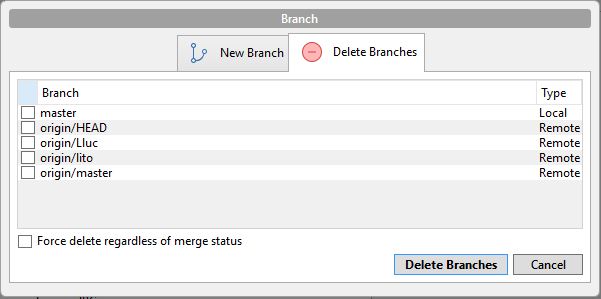 Branch
New Branch
Delete Branches
Branch Type
master Local
origin/HEAD Remote
origin/Lluc Remote
origin/lito Remote
origin/master Remote
Force delete regardless of merge status
Delete Branches Cancel